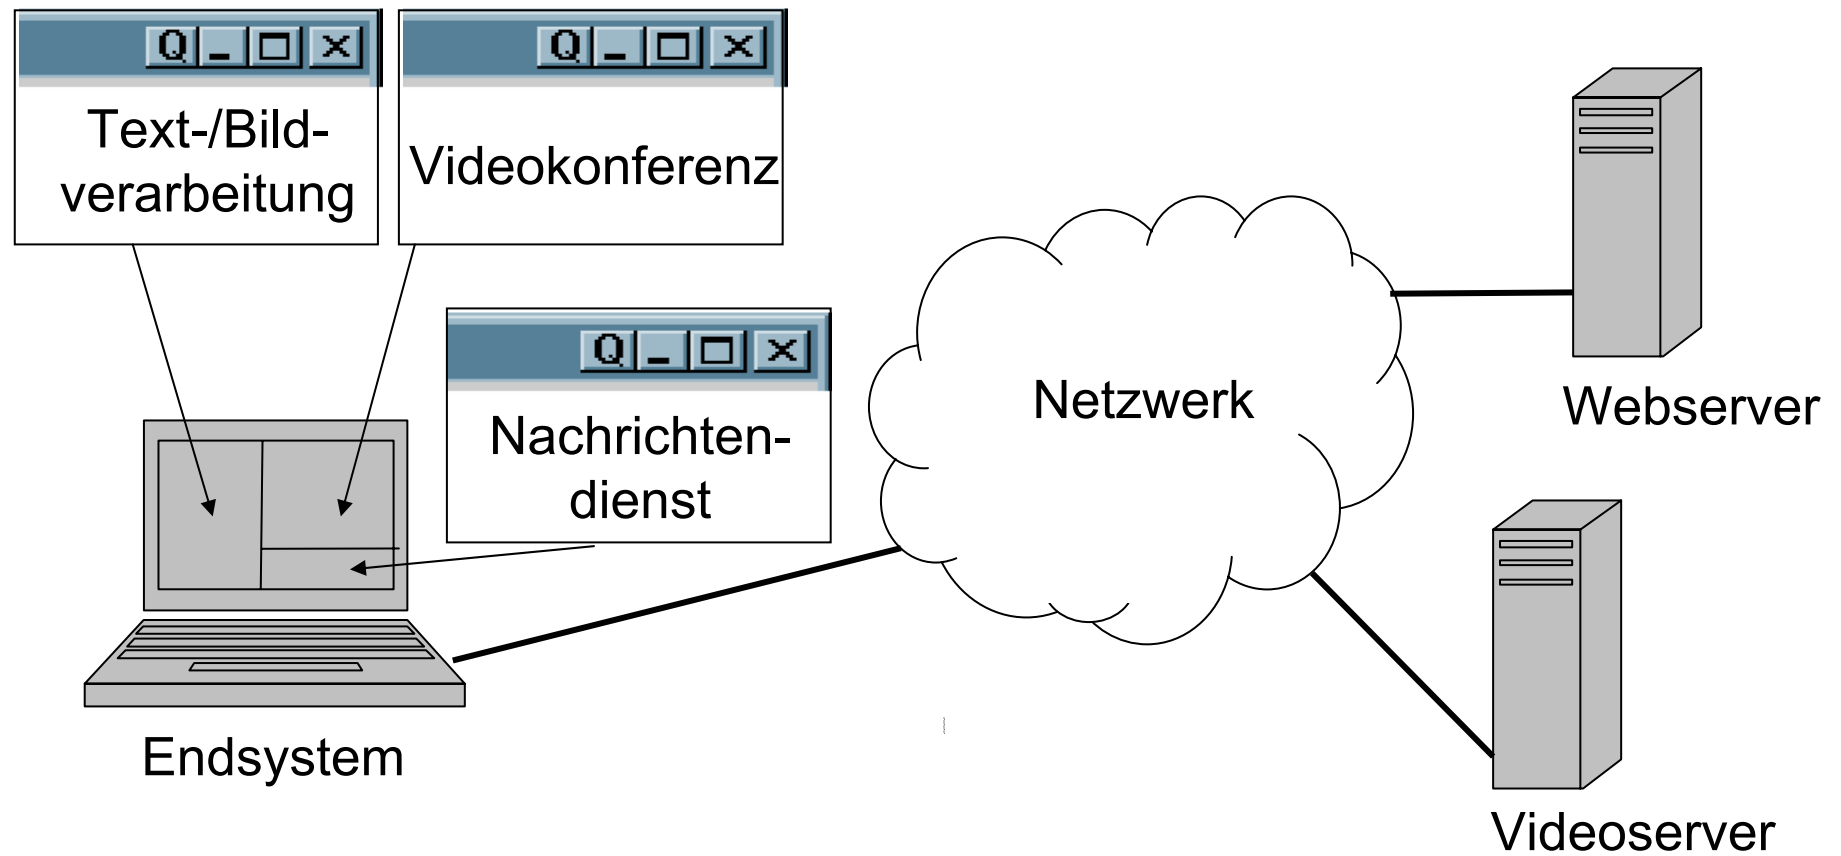 Q
Text-/Bild-
verarbeitung
Q
Videokonferenz
Q
Nachrichten-
dienst
Netzwerk
Webserver
Endsystem
Videoserver